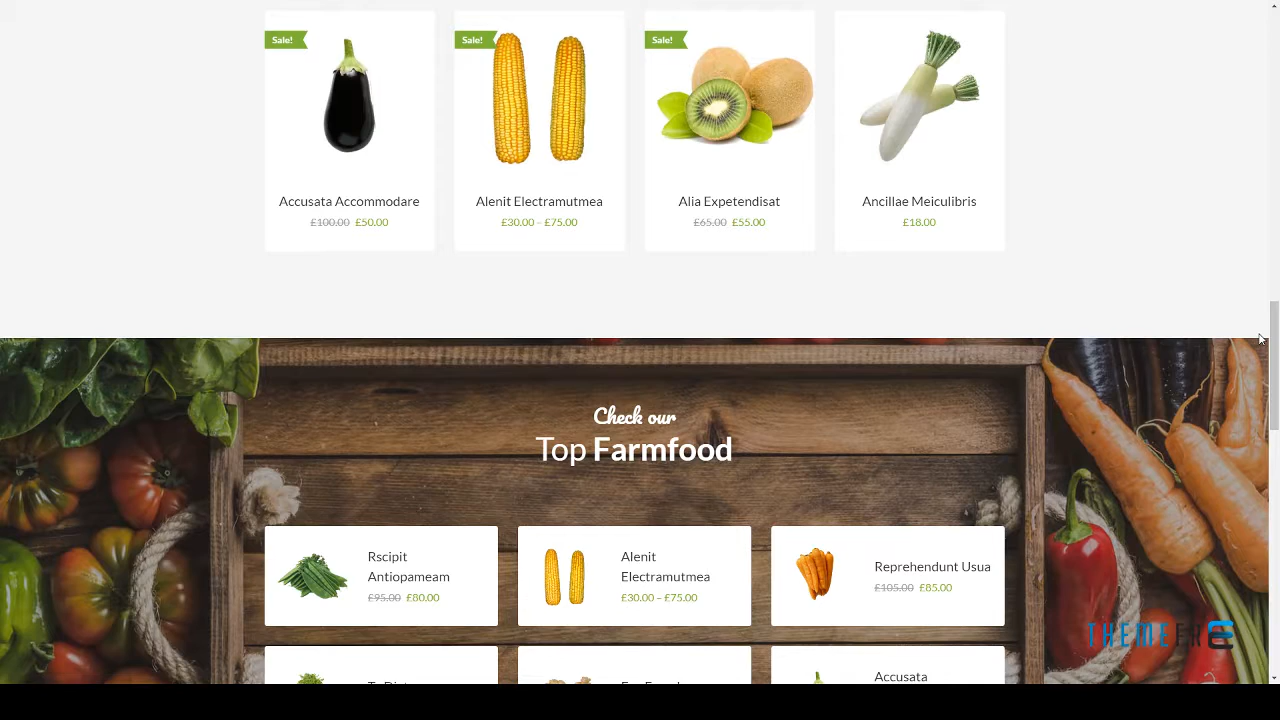 Sale!
Sale!
Sale!
Accusata Accommodare
Alenit Electramutmea
Alia Expetendisat
Ancillae Meiculibris
£100.00 £50.00
£30.00 – £75.00
£65.00 £55.00
£18.00
Check our
Top Farmfood
Rscipit
Antiopameam
£95.00 £80.00
Alenit
Electramutmea
£30.00 – £75.00
Reprehendunt Usua
£105.00 £85.00
THEMEERE
Accusata